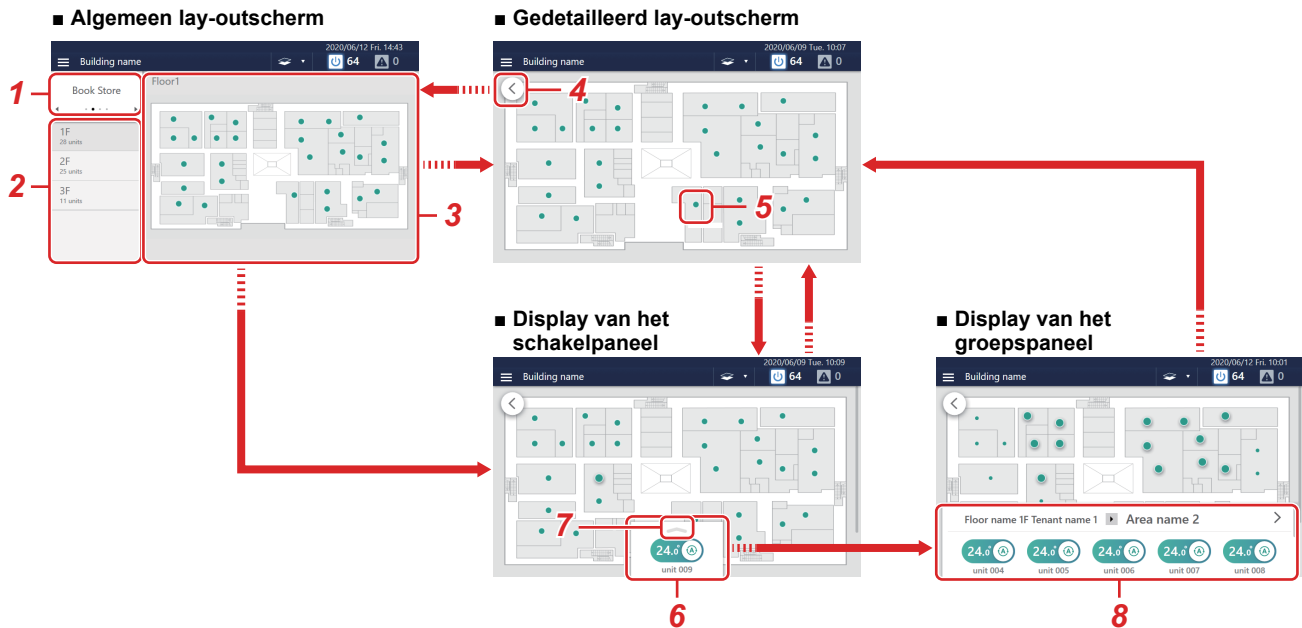 ■ Algemeen lay-outscherm
2020/06/12 Fri. 14:43
Building name
64
0
1
Book Store
2
1F
28 units
2F
25 units
3F
11 units
Floor1
3
■ Gedetailleerd lay-outscherm
2020/06/09 Tue. 10:07
Building name
64
0
4
5
■ Display van het
schakelpaneel
2020/06/09 Tue. 10:09
Building name
64
0
7
24.0° A
unit 009
6
■ Display van het
groepspaneel
2020/06/12 Fri. 10:01
Building name
64
0
Floor name 1F Tenant name 1 ▶ Area name 2 >
24.0° A 24.0° A 24.0° A 24.0° A 24.0° A
unit 004 unit 005 unit 006 unit 007 unit 008
8